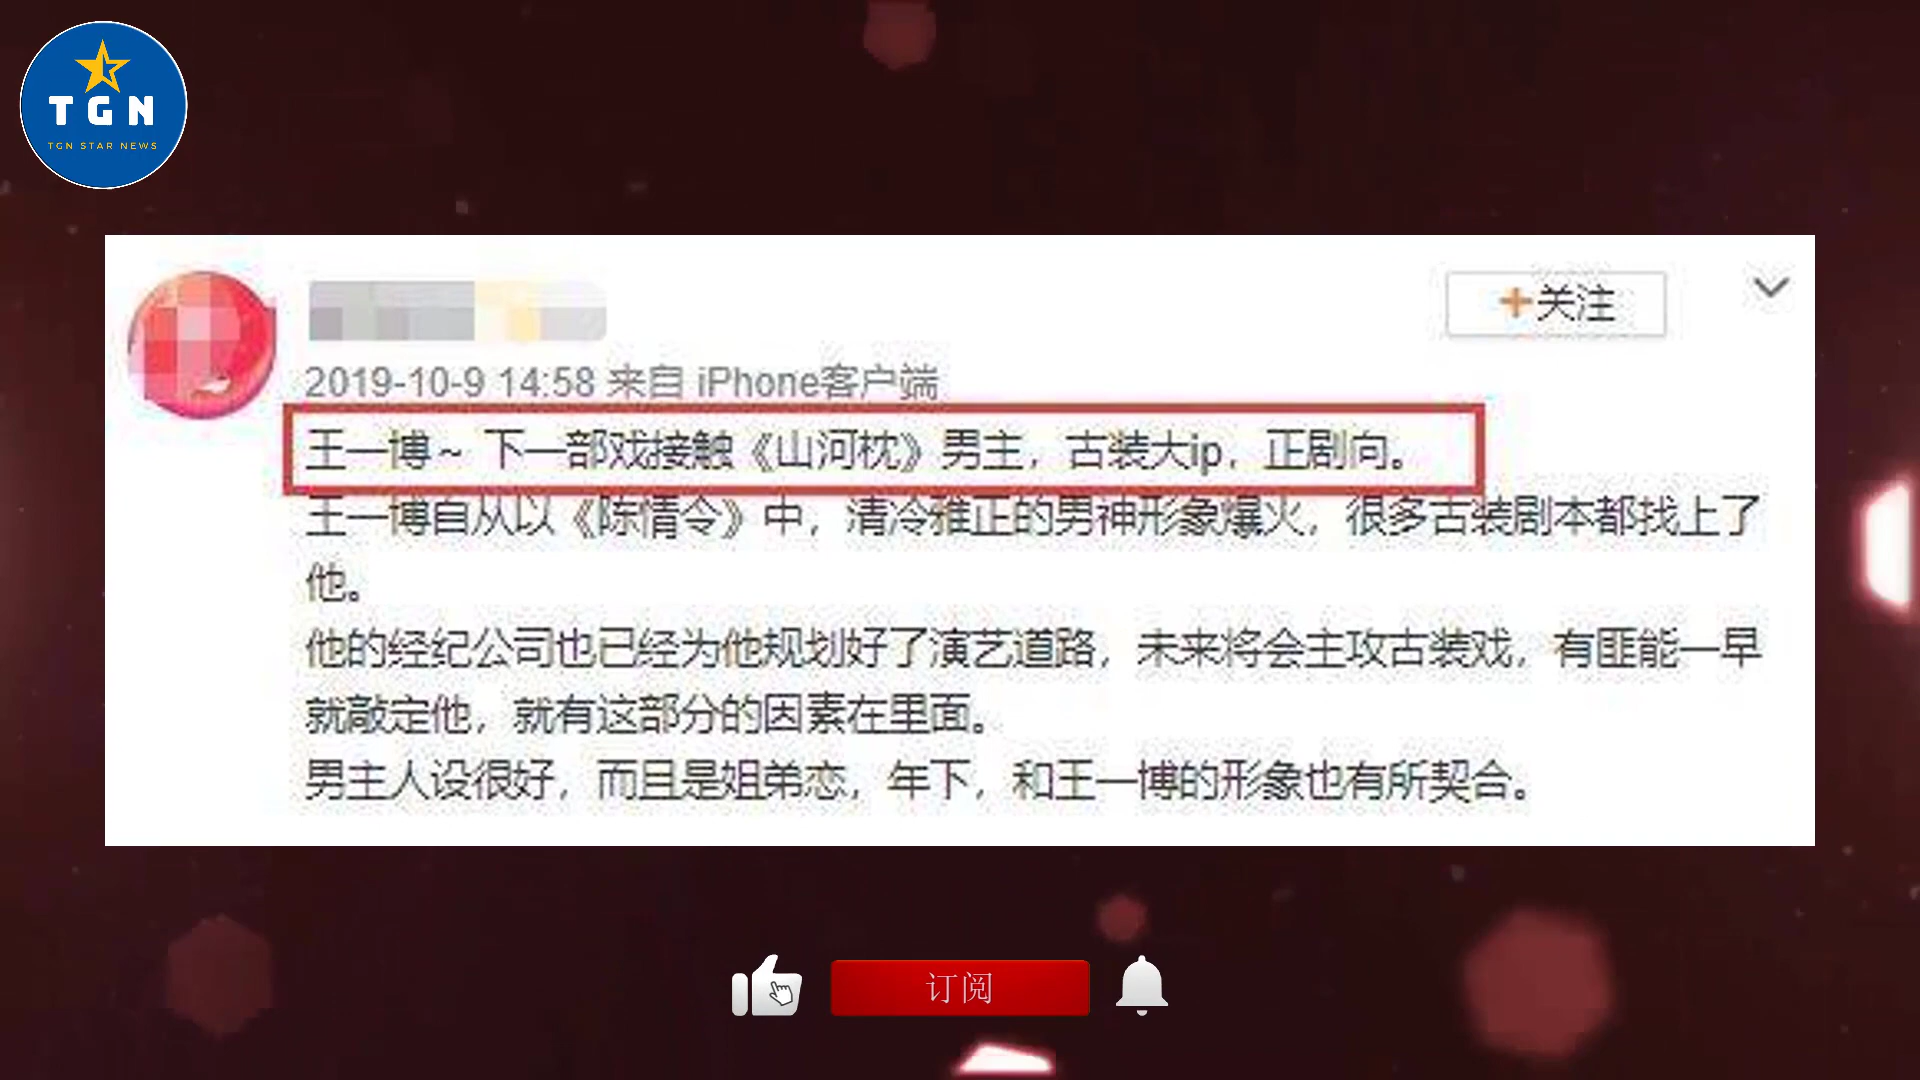 TGN
TGN STAR NEWS
+关注
2019-10-9 14:58 来自 iPhone客户端
王一博~ 下一部戏接触《山河枕》男主，古装大ip，正剧向。
王一博自从以《陈情令》中，清冷雅正的男神形象爆火，很多古装剧本都找上了
他。
他的经纪公司也已经为他规划好了演艺道路，未来将会主攻古装戏，有匪能一早
就敲定他，就有这部分的因素在里面。
男主人设很好，而且是姐弟恋，年下，和王一博的形象也有所契合。
订阅